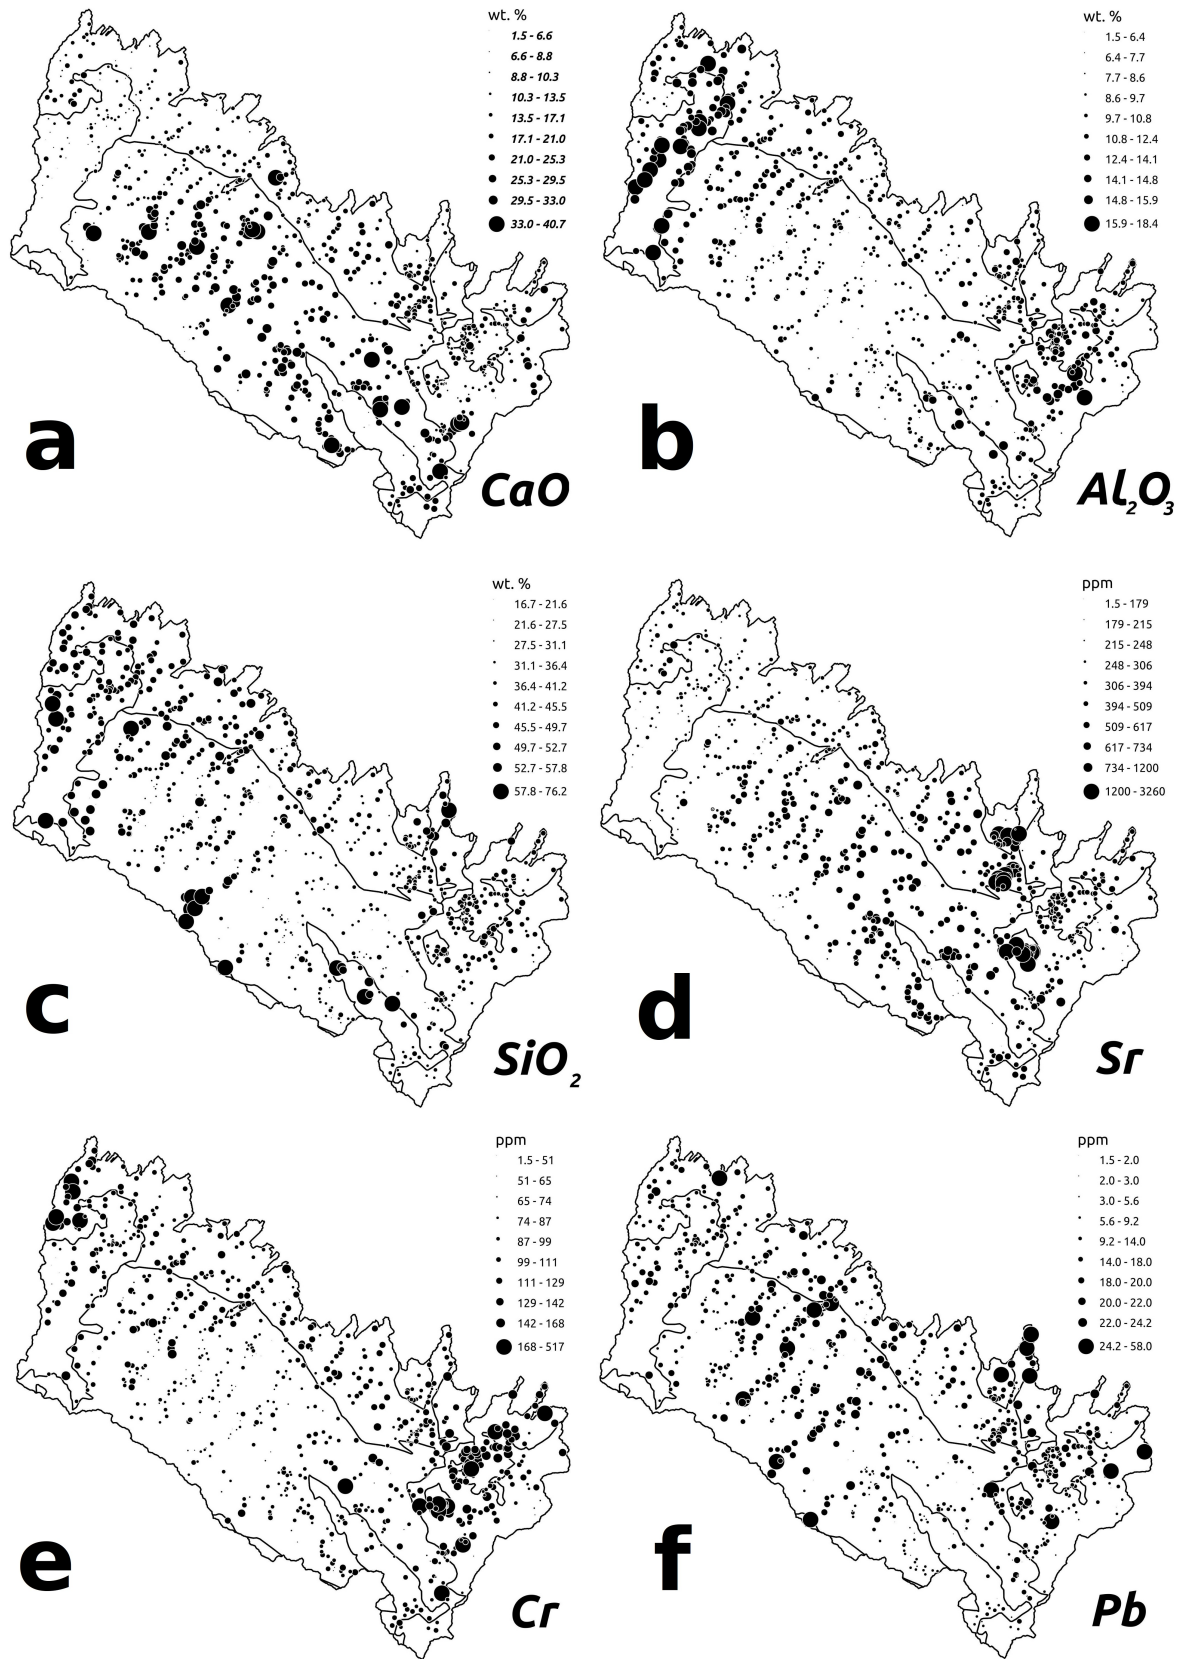 wt. %
1.5 - 6.6
6.6 - 8.8
8.8 - 10.3
10.3 - 13.5
13.5 - 17.1
17.1 - 21.0
21.0 - 25.3
25.3 - 29.5
29.5 - 33.0
33.0 - 40.7
a
CaO
wt. %
1.5 - 6.4
6.4 - 7.7
7.7 - 8.6
8.6 - 9.7
9.7 - 10.8
10.8 - 12.4
12.4 - 14.1
14.1 - 14.8
14.8 - 15.9
15.9 - 18.4
b
Al₂O₃
wt. %
16.7 - 21.6
21.6 - 27.5
27.5 - 31.1
31.1 - 36.4
36.4 - 41.2
41.2 - 45.5
45.5 - 49.7
49.7 - 52.7
52.7 - 57.8
57.8 - 76.2
c
SiO₂
ppm
1.5 - 179
179 - 215
215 - 248
248 - 306
306 - 394
394 - 509
509 - 617
617 - 734
734 - 1200
1200 - 3260
d
Sr
ppm
1.5 - 51
51 - 65
65 - 74
74 - 87
87 - 99
99 - 111
111 - 129
129 - 142
142 - 168
168 - 517
e
Cr
ppm
1.5 - 2.0
2.0 - 3.0
3.0 - 5.6
5.6 - 9.2
9.2 - 14.0
14.0 - 18.0
18.0 - 20.0
20.0 - 22.0
22.0 - 24.2
24.2 - 58.0
f
Pb